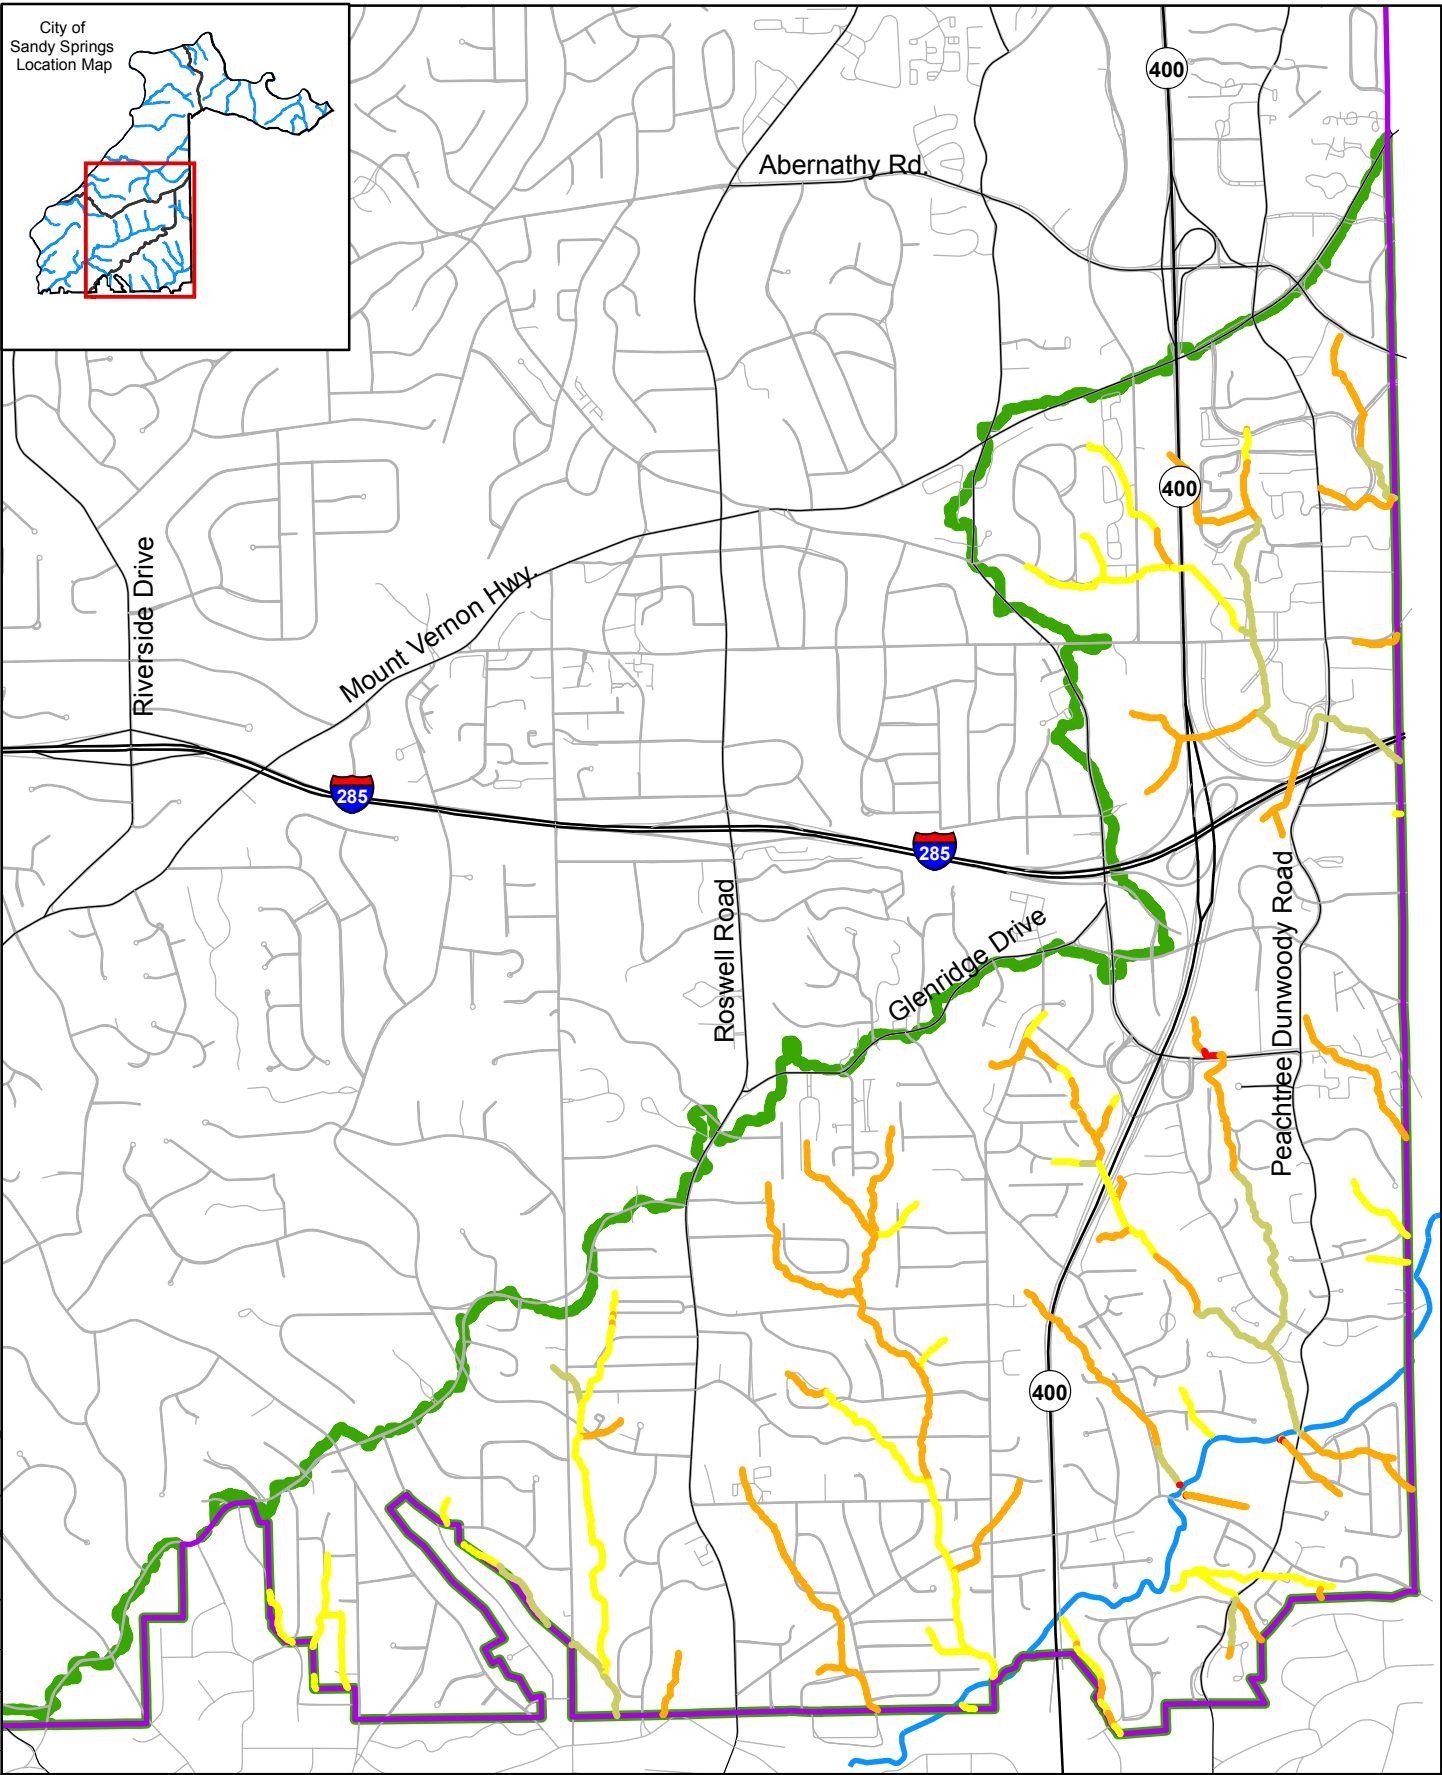 City of
Sandy Springs
Location Map
400
Abernathy Rd.
400
Riverside Drive
Mount Vernon Hwy.
285
285
Roswell Road
Glenridge Drive
Peachtree Dunwoody Road
400